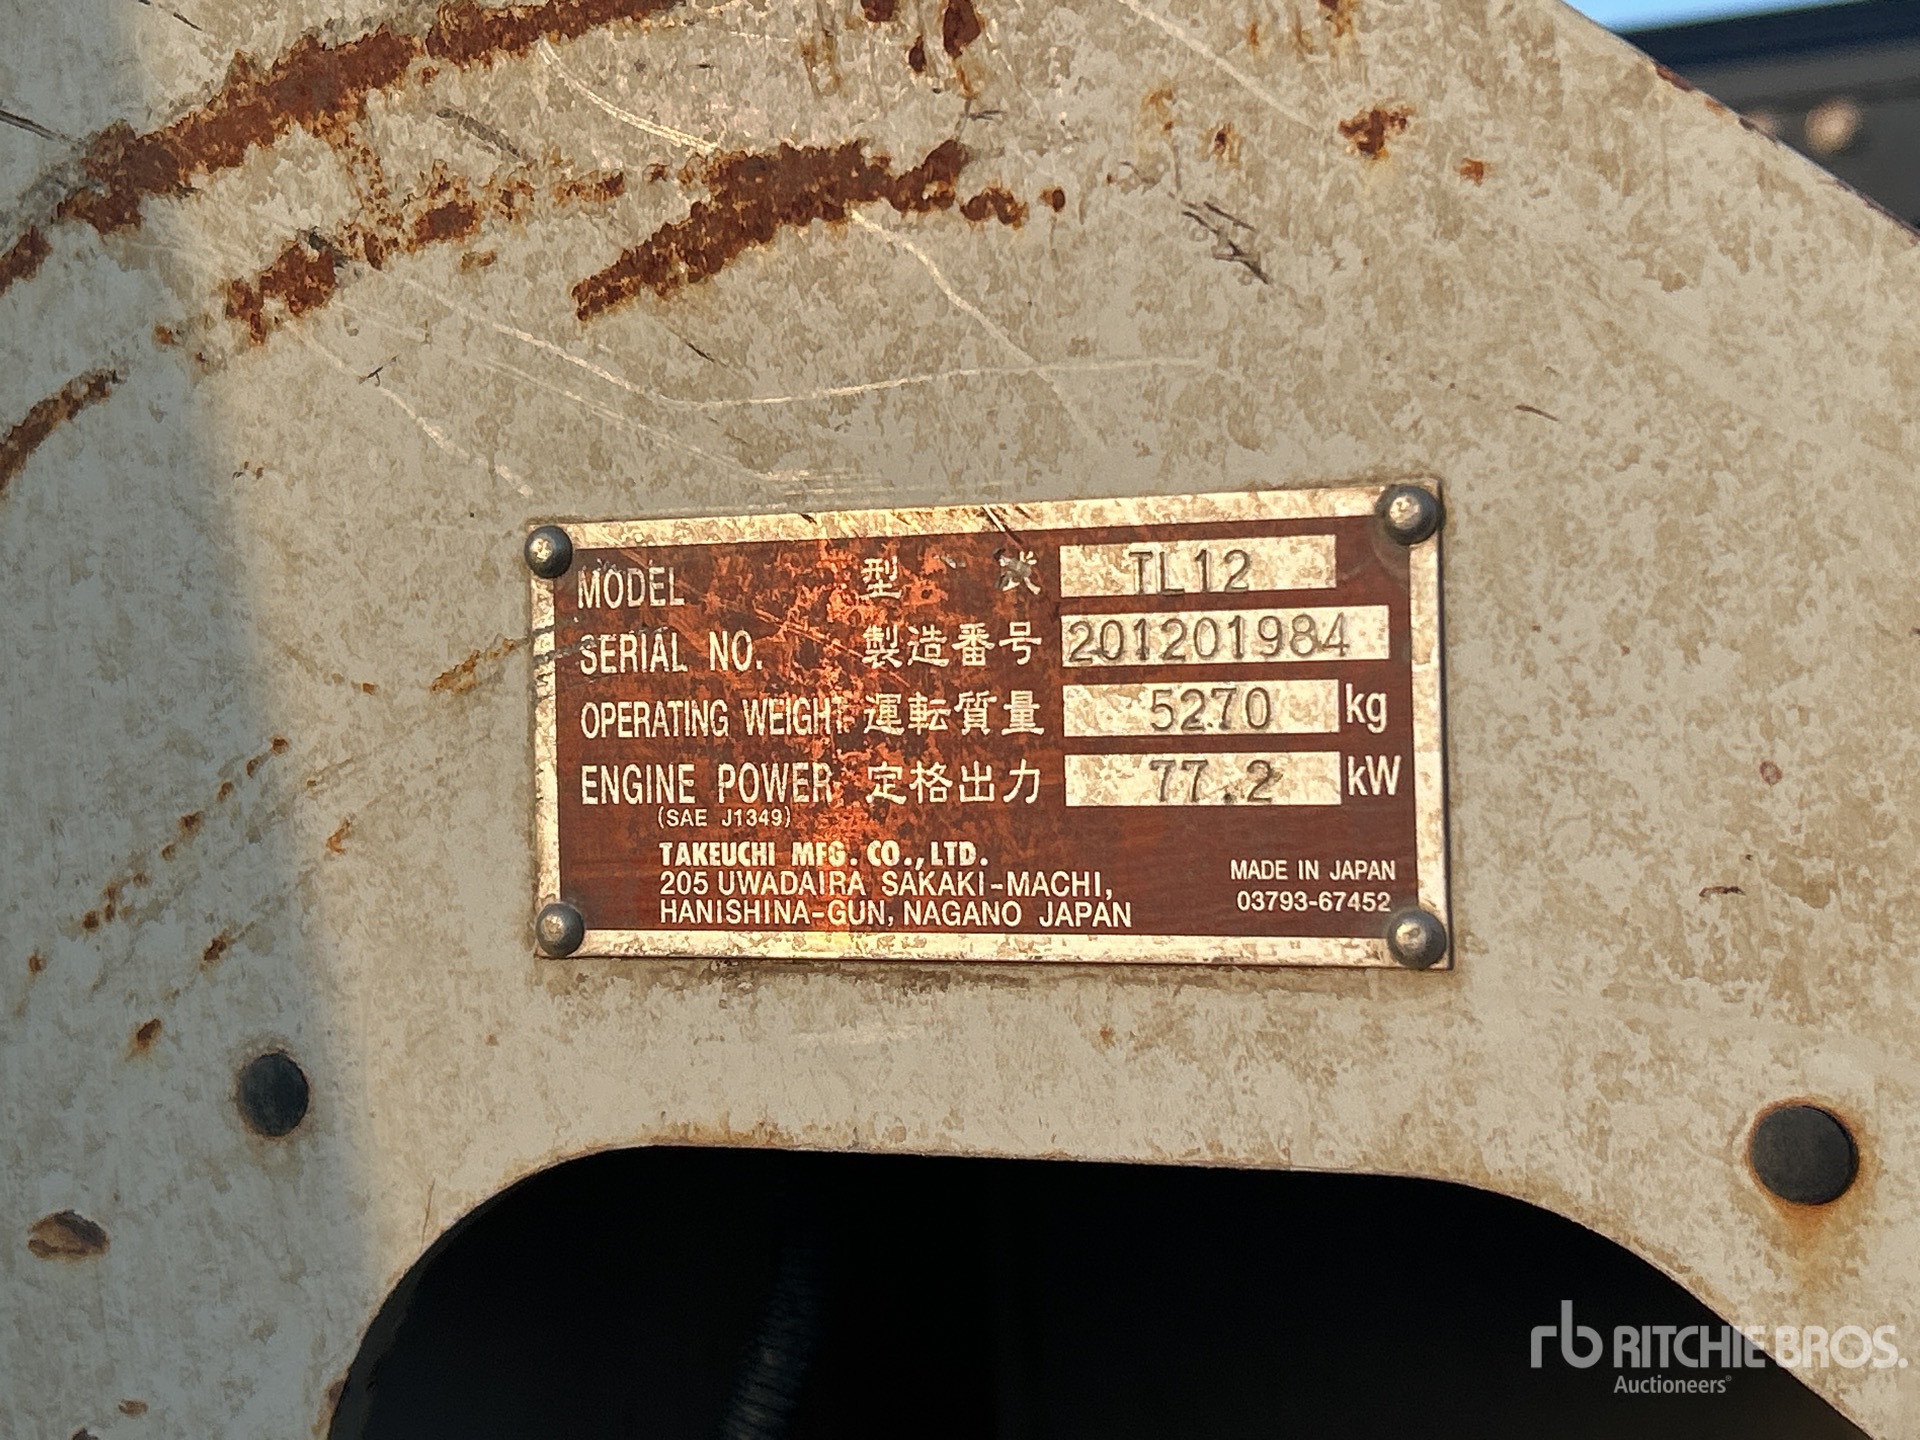 MODEL 型式 TL12
SERIAL NO. 製造番号 201201984
OPERATING WEIGHT 運転質量 5270 kg
ENGINE POWER 定格出力 77.2 kW
(SAE J1349)
TAKEUCHI MFG. CO., LTD.
205 UWADAIRA SAKAKI-MACHI,
HANISHINA-GUN, NAGANO JAPAN
MADE IN JAPAN
03793-67452
rb RITCHIE BROS.
Auctioneers